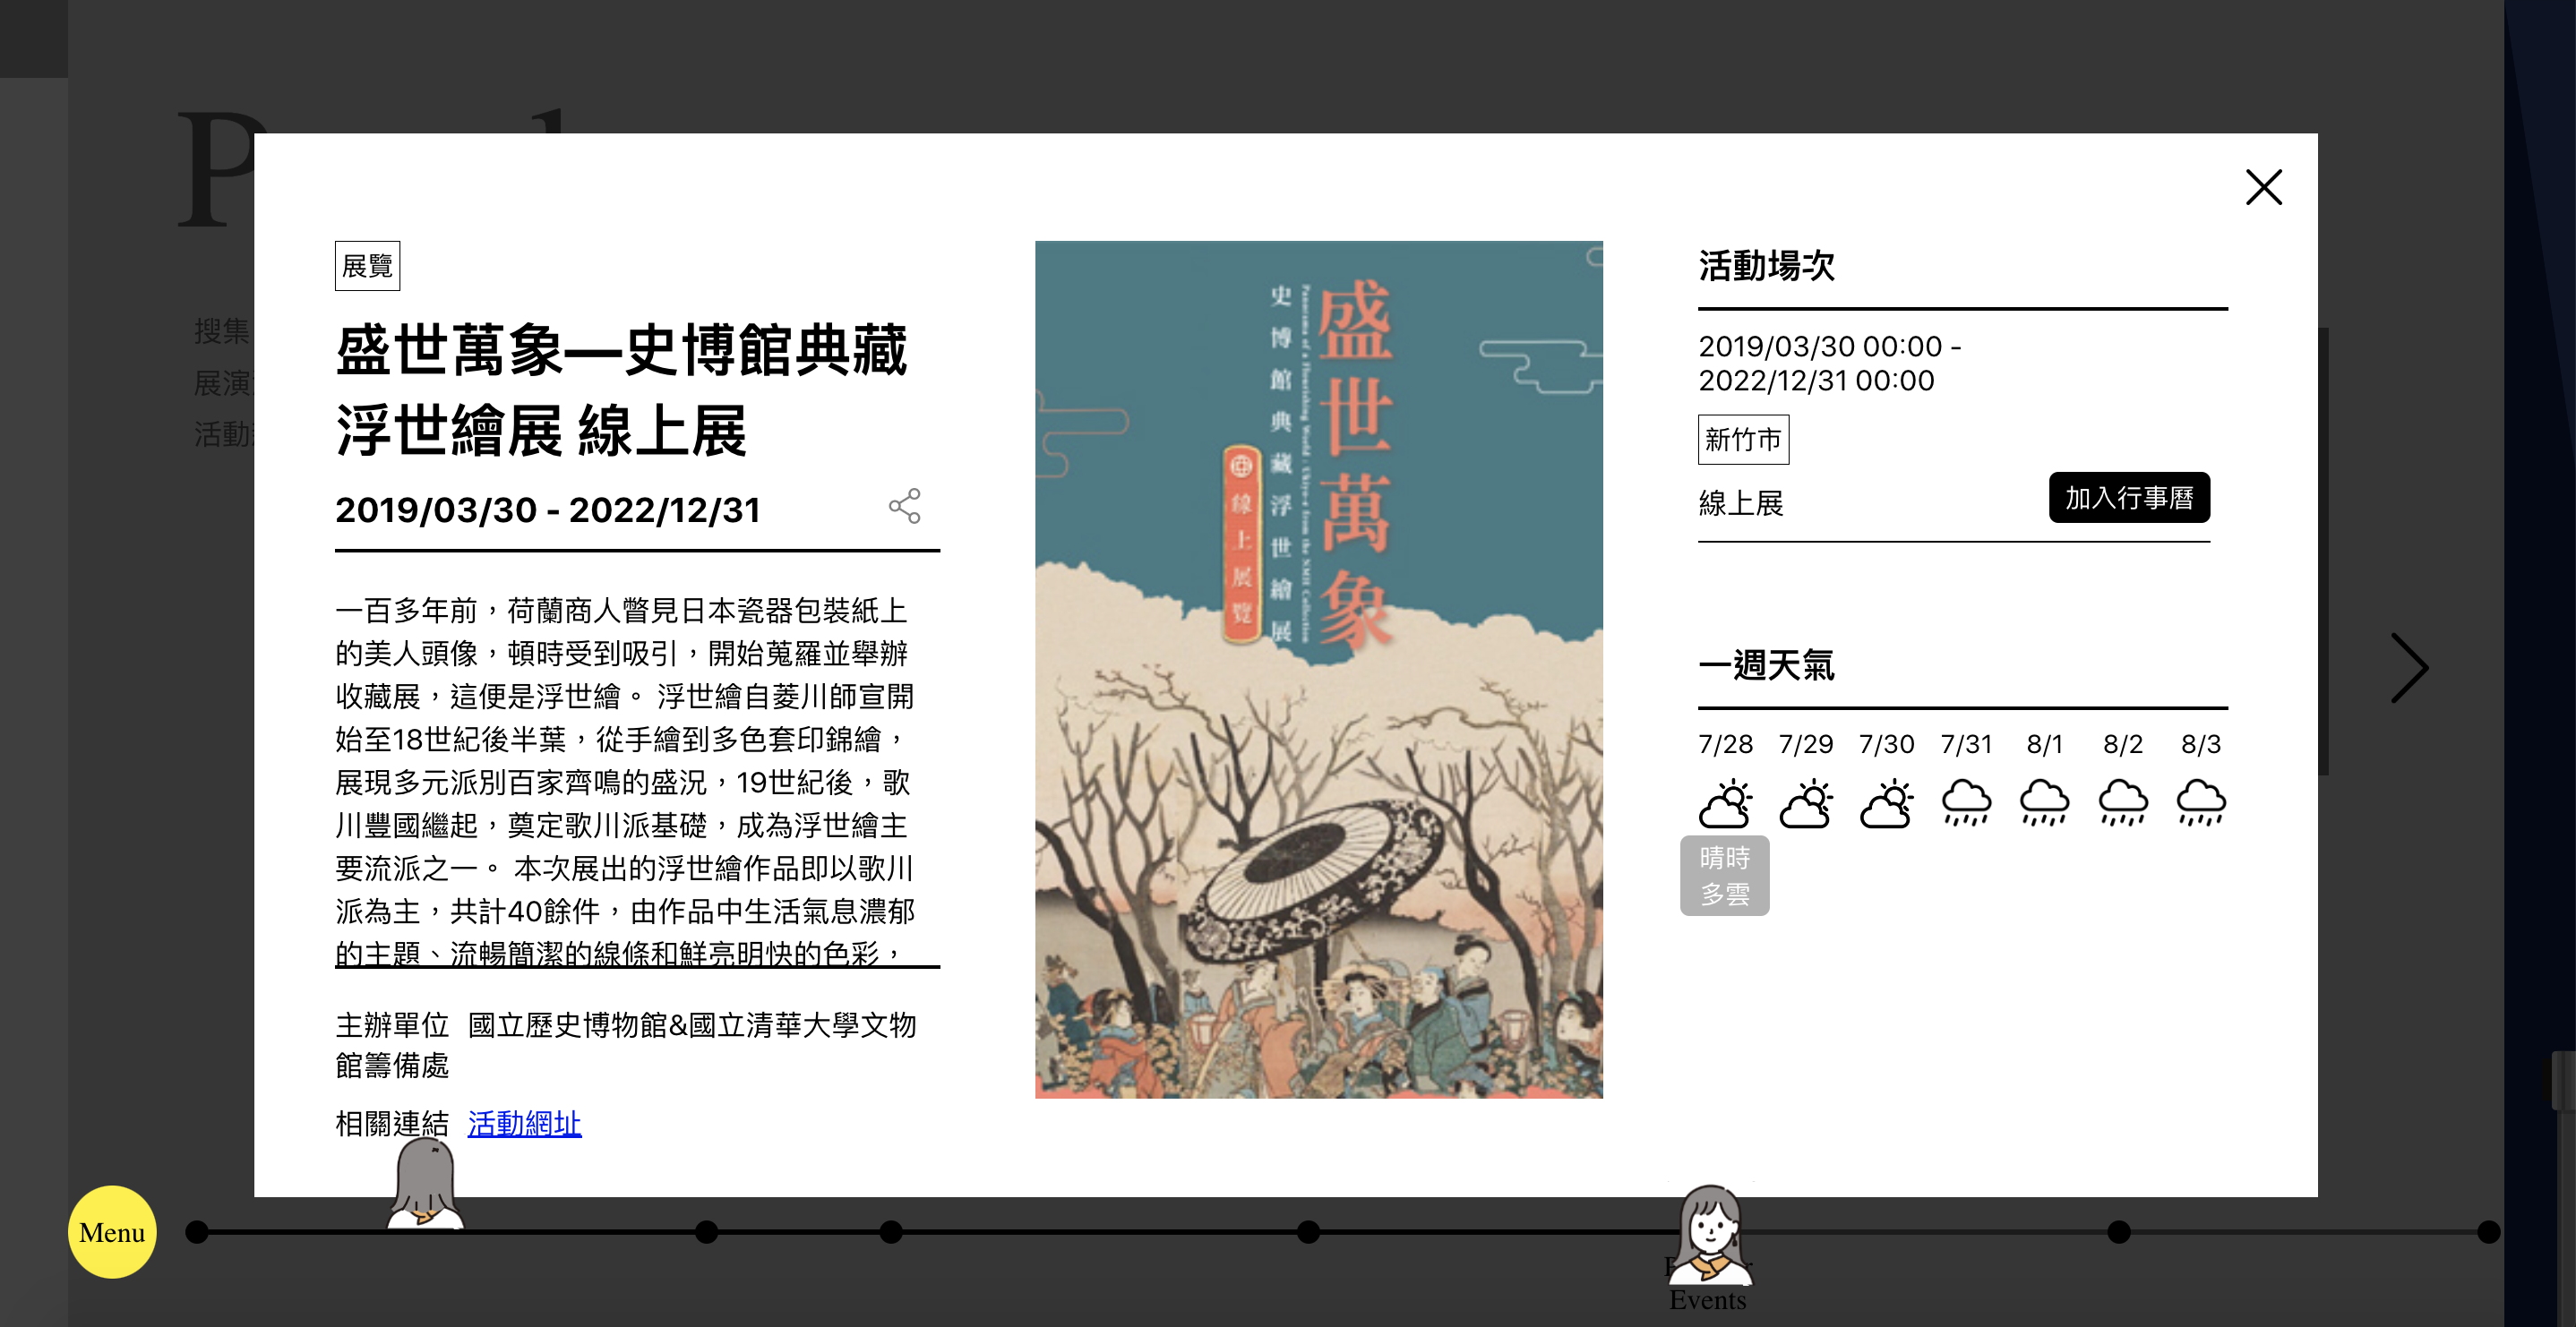 展覽
盛世萬象—史博館典藏
浮世繪展 線上展
2019/03/30 - 2022/12/31
一百多年前，荷蘭商人瞥見日本瓷器包裝紙上
的美人頭像，頓時受到吸引，開始蒐羅並舉辦
收藏展，這便是浮世繪。 浮世繪自菱川師宣開
始至18世紀後半葉，從手繪到多色套印錦繪，
展現多元派別百家齊鳴的盛況，19世紀後，歌
川豐國繼起，奠定歌川派基礎，成為浮世繪主
要流派之一。 本次展出的浮世繪作品即以歌川
派為主，共計40餘件，由作品中生活氣息濃郁
的主題、流暢簡潔的線條和鮮亮明快的色彩，
主辦單位 國立歷史博物館&國立清華大學文物
館籌備處
相關連結 活動網址
盛世萬象
Panorama of a Flourishing World : Ukiyo-e from the NMH Collection
史博館典藏浮世繪展
線上展覽
活動場次
2019/03/30 00:00 -
2022/12/31 00:00
新竹市
線上展
加入行事曆
一週天氣
7/28 7/29 7/30 7/31 8/1 8/2 8/3
晴時
多雲
搜集
展演
活動
Menu
Events